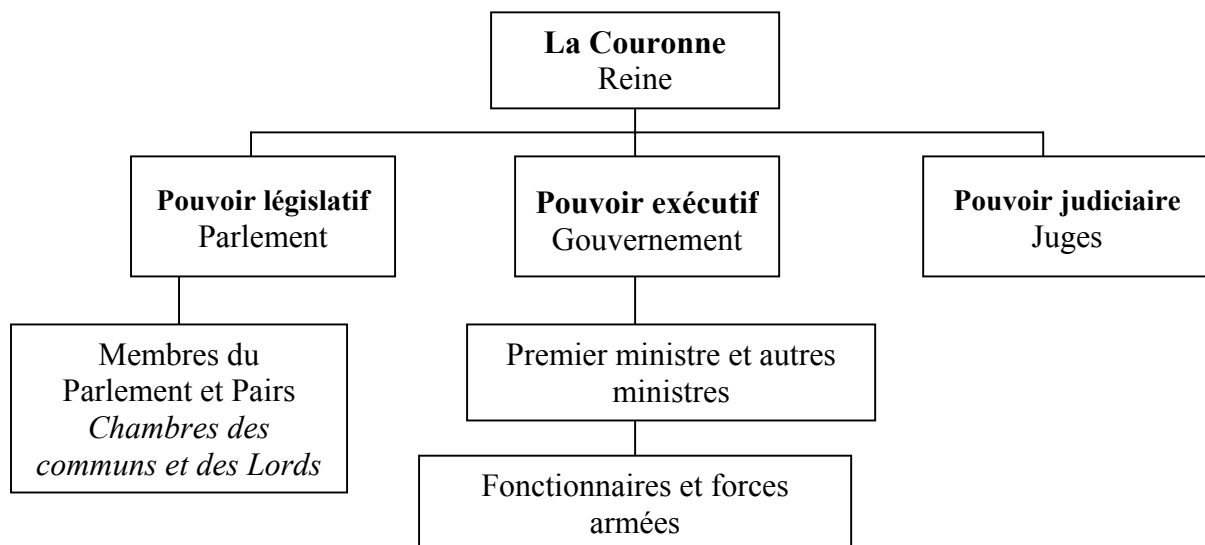 La Couronne
Reine
Pouvoir législatif
Parlement
Pouvoir exécutif
Gouvernement
Pouvoir judiciaire
Juges
Membres du
Parlement et Pairs
Chambres des
communs et des Lords
Premier ministre et autres
ministres
Fonctionnaires et forces
armées